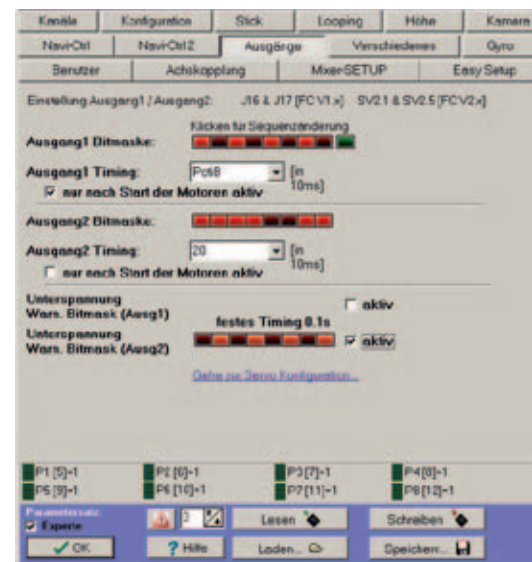 Kanäle Konfiguration Stick Looping Höhe Kamera
Navi-Ctrl Navi-Ctrl 2 Ausgänge Verschiedenes Gyro
Benutzer Achskopplung Mixer-SETUP Easy Setup
Einstellung Ausgang1 / Ausgang2: J16 & J17 [FC V1.x] SV2.1 & SV2.5 [FC V2.x]
Klicken für Sequenzänderung
Ausgang1 Bitmaske:
Ausgang1 Timing: Poti8 [in
10ms]
nur nach Start der Motoren aktiv
Ausgang2 Bitmaske:
Ausgang2 Timing: 20 [in
10ms]
nur nach Start der Motoren aktiv
Unterspannung
Warn. Bitmask (Ausg1) aktiv
festes Timing 0.1s
Unterspannung
Warn. Bitmask (Ausg2) aktiv
Gehe zur Servo Konfiguration...
P1 [5]=1 P2 [6]=1 P3 [7]=1 P4 [8]=1
P5 [9]=1 P6 [10]=1 P7 [11]=1 P8 [12]=1
Parametersatz:
Experte 2 Lesen Schreiben
OK ? Hilfe Laden... Speichern...